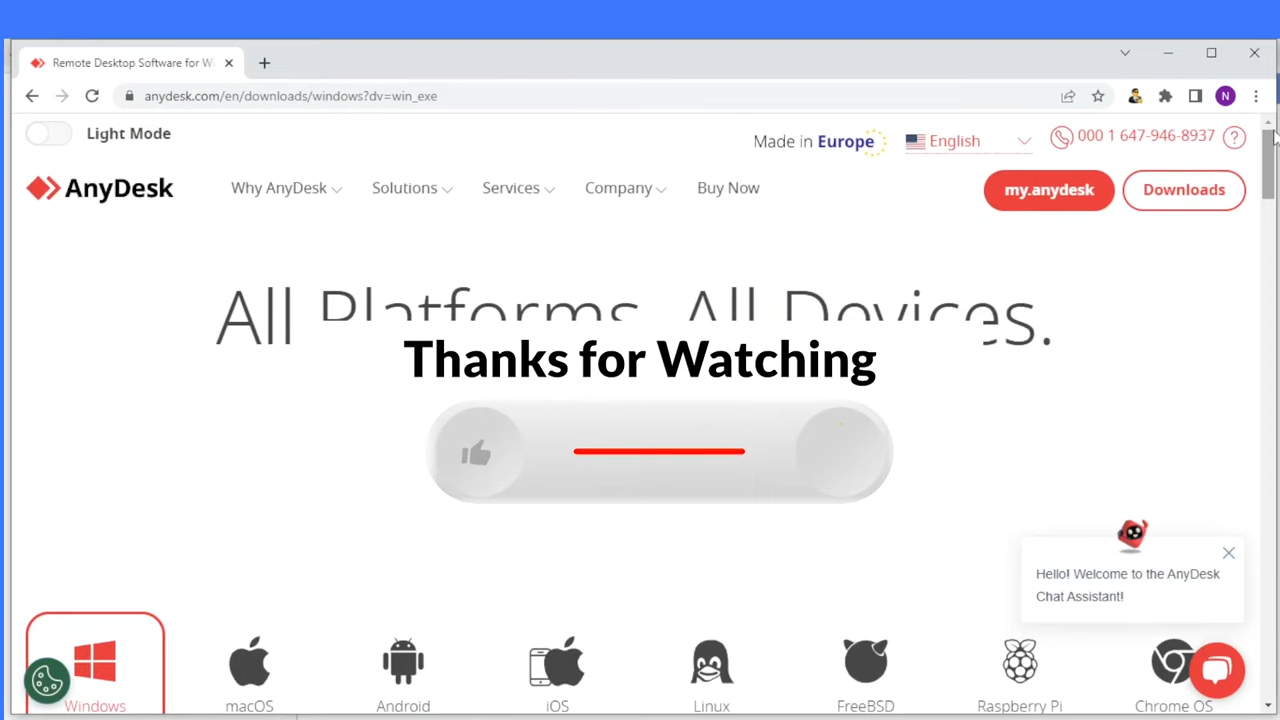 Remote Desktop Software for Wi
anydesk.com/en/downloads/windows?dv=win_exe
N
Light Mode
Made in Europe
English
000 1 647-946-8937
?
AnyDesk
Why AnyDesk
Solutions
Services
Company
Buy Now
my.anydesk
Downloads
All Platforms. All Devices.
Thanks for Watching
Hello! Welcome to the AnyDesk
Chat Assistant!
Windows
macOS
Android
iOS
Linux
FreeBSD
Raspberry Pi
Chrome OS